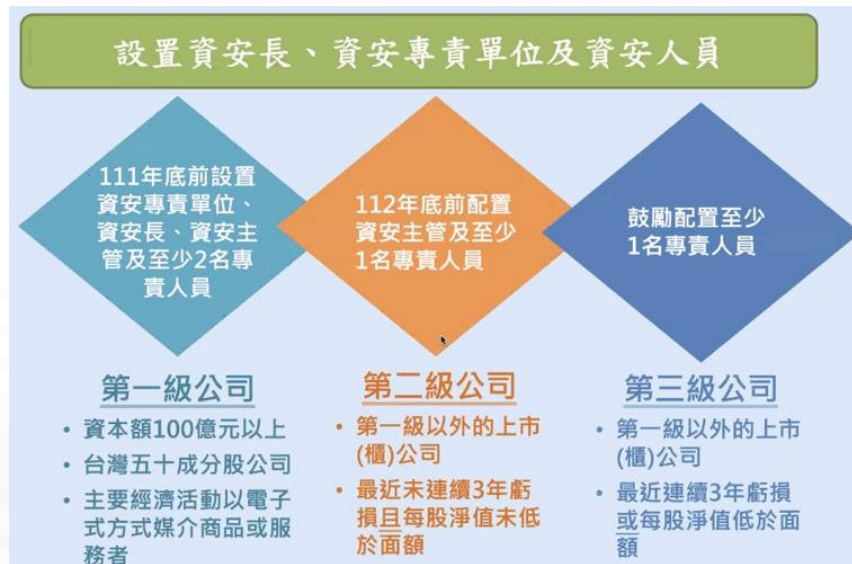 設置資安長、資安專責單位及資安人員
111年底前設置
資安專責單位、
資安長、資安主
管及至少2名專
責人員
112年底前配置
資安主管及至少
1名專責人員
鼓勵配置至少
1名專責人員
第一級公司
• 資本額100億元以上
• 台灣五十成分股公司
• 主要經濟活動以電子
式方式媒介商品或服
務者
第二級公司
• 第一級以外的上市
(櫃)公司
• 最近未連續3年虧
損且每股淨值未低
於面額
第三級公司
• 第一級以外的上市
(櫃)公司
• 最近連續3年虧損
或每股淨值低於面
額